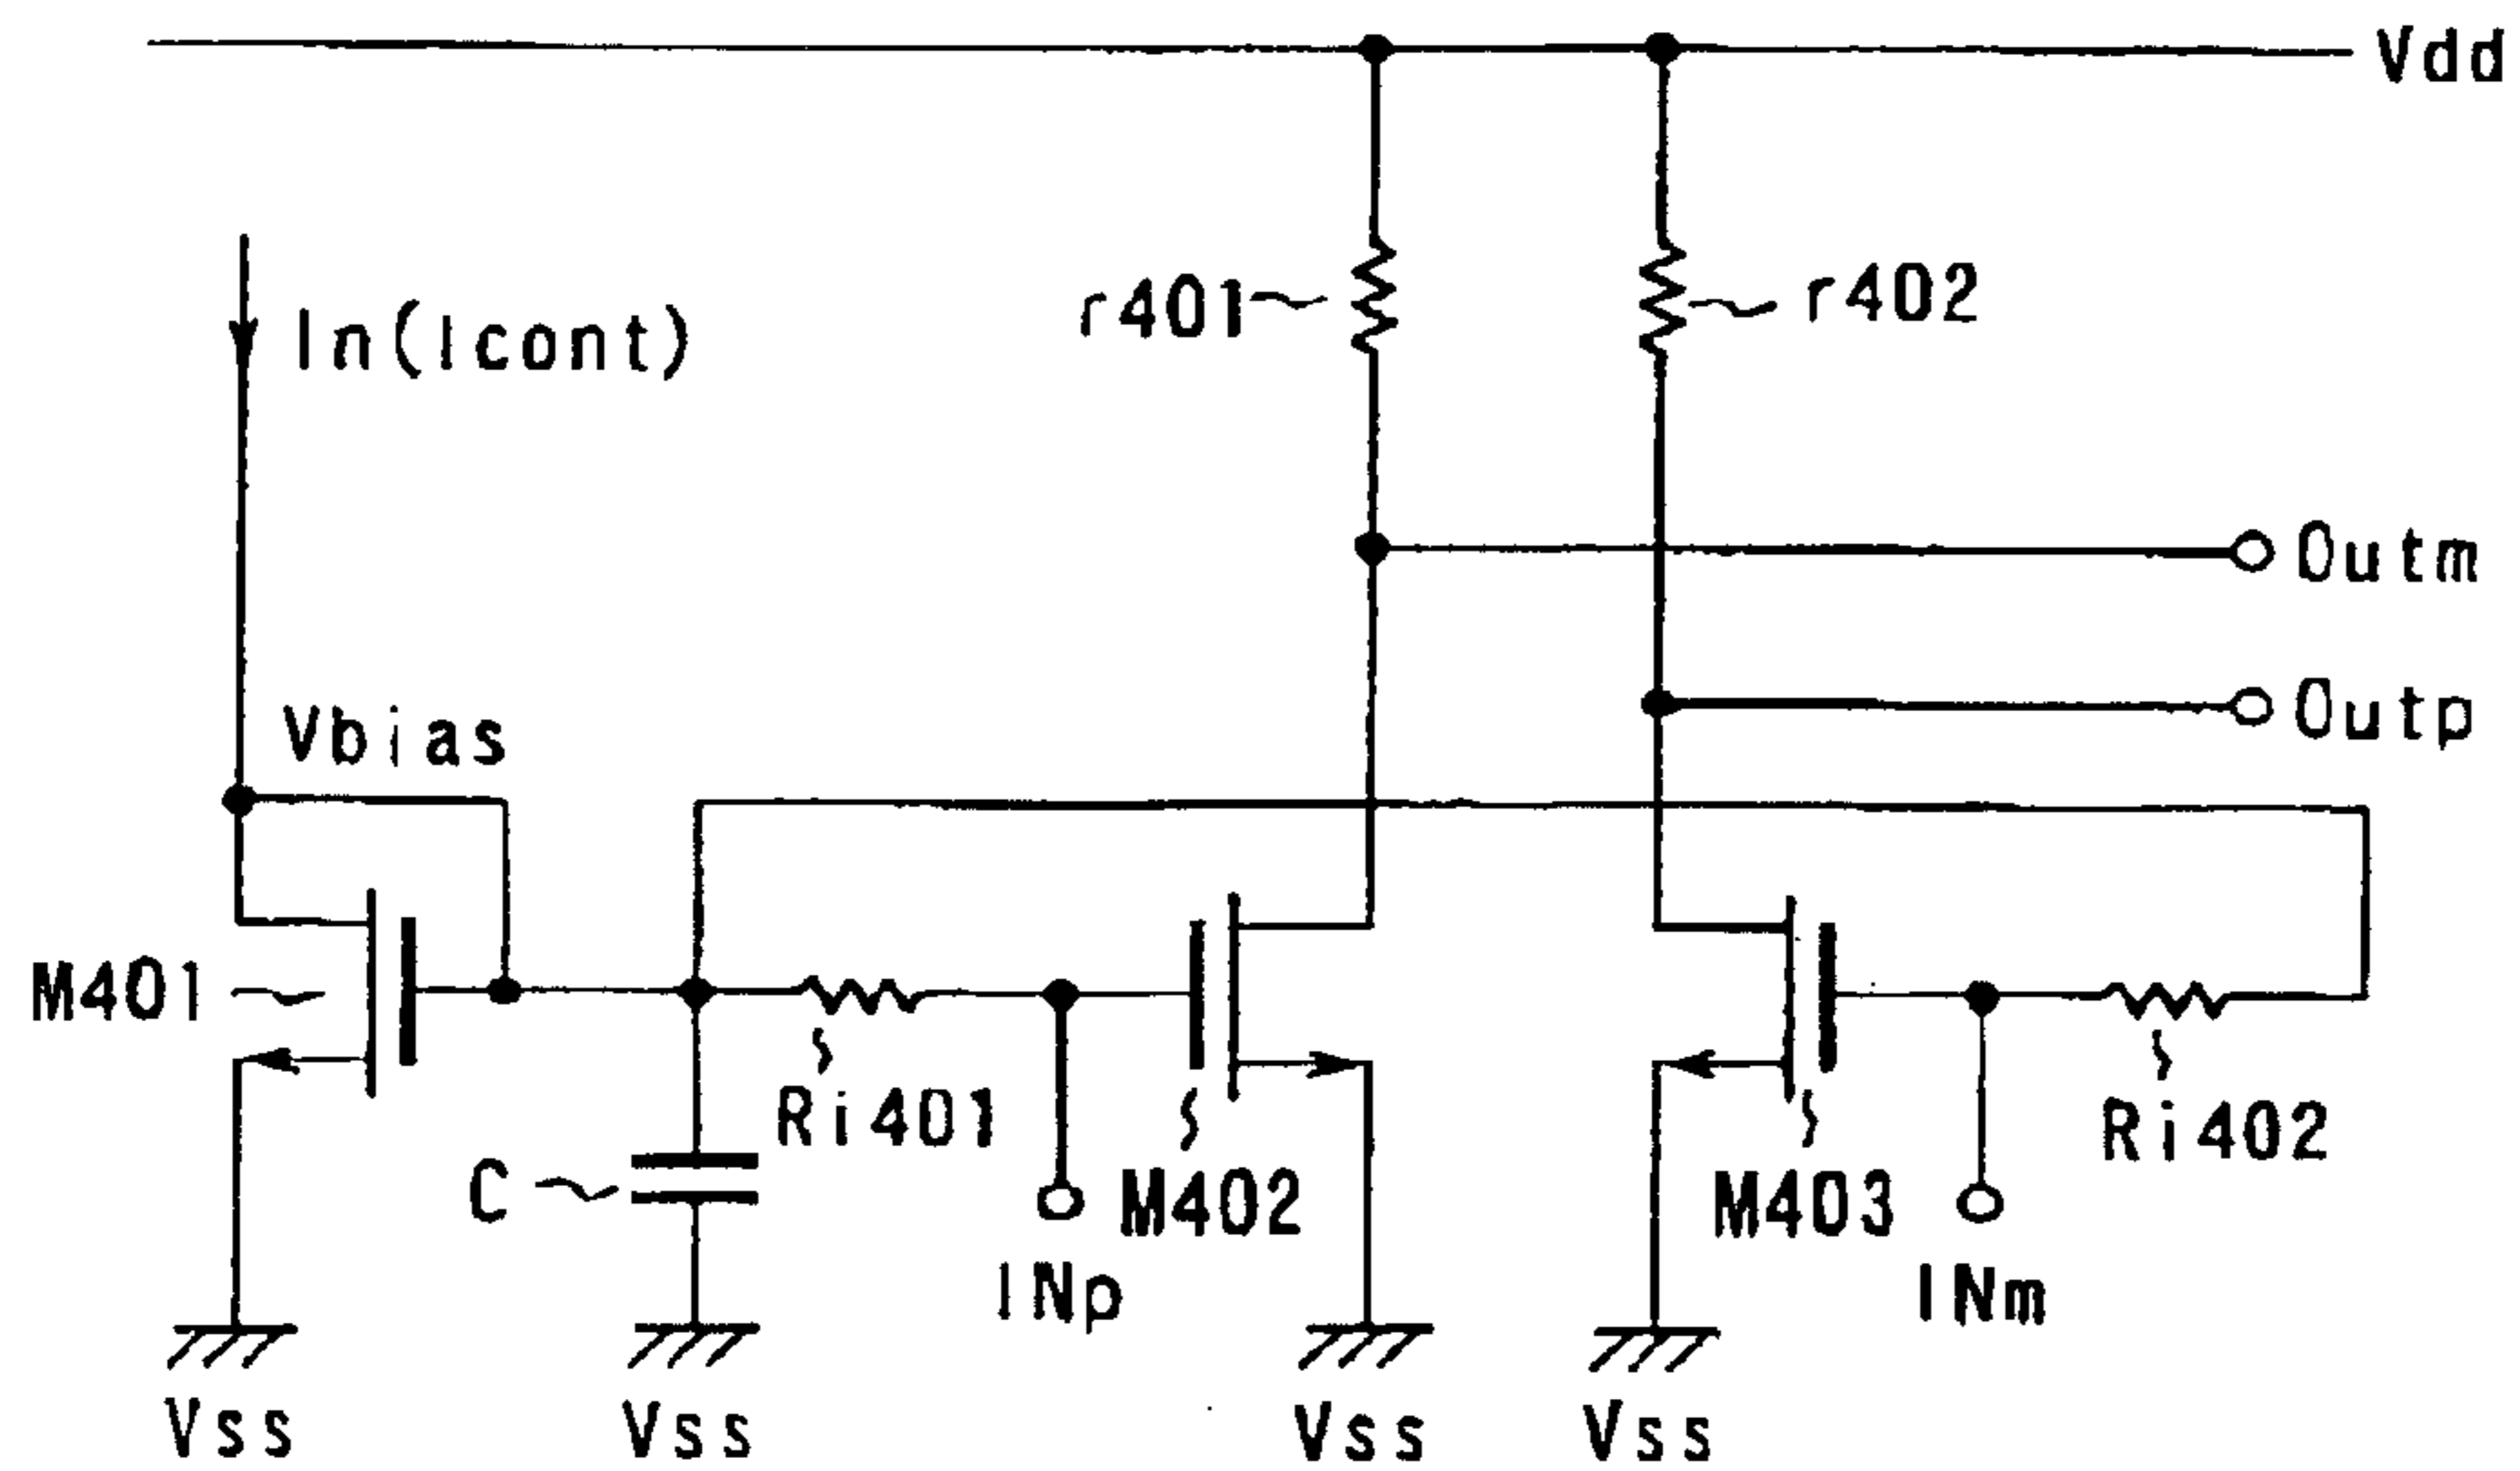 Vdd
r401
r402
In(Icont)
Outm
Outp
Vbias
M401
Ri401
Ri402
C
M402
M403
INp
INm
Vss
Vss
Vss
Vss